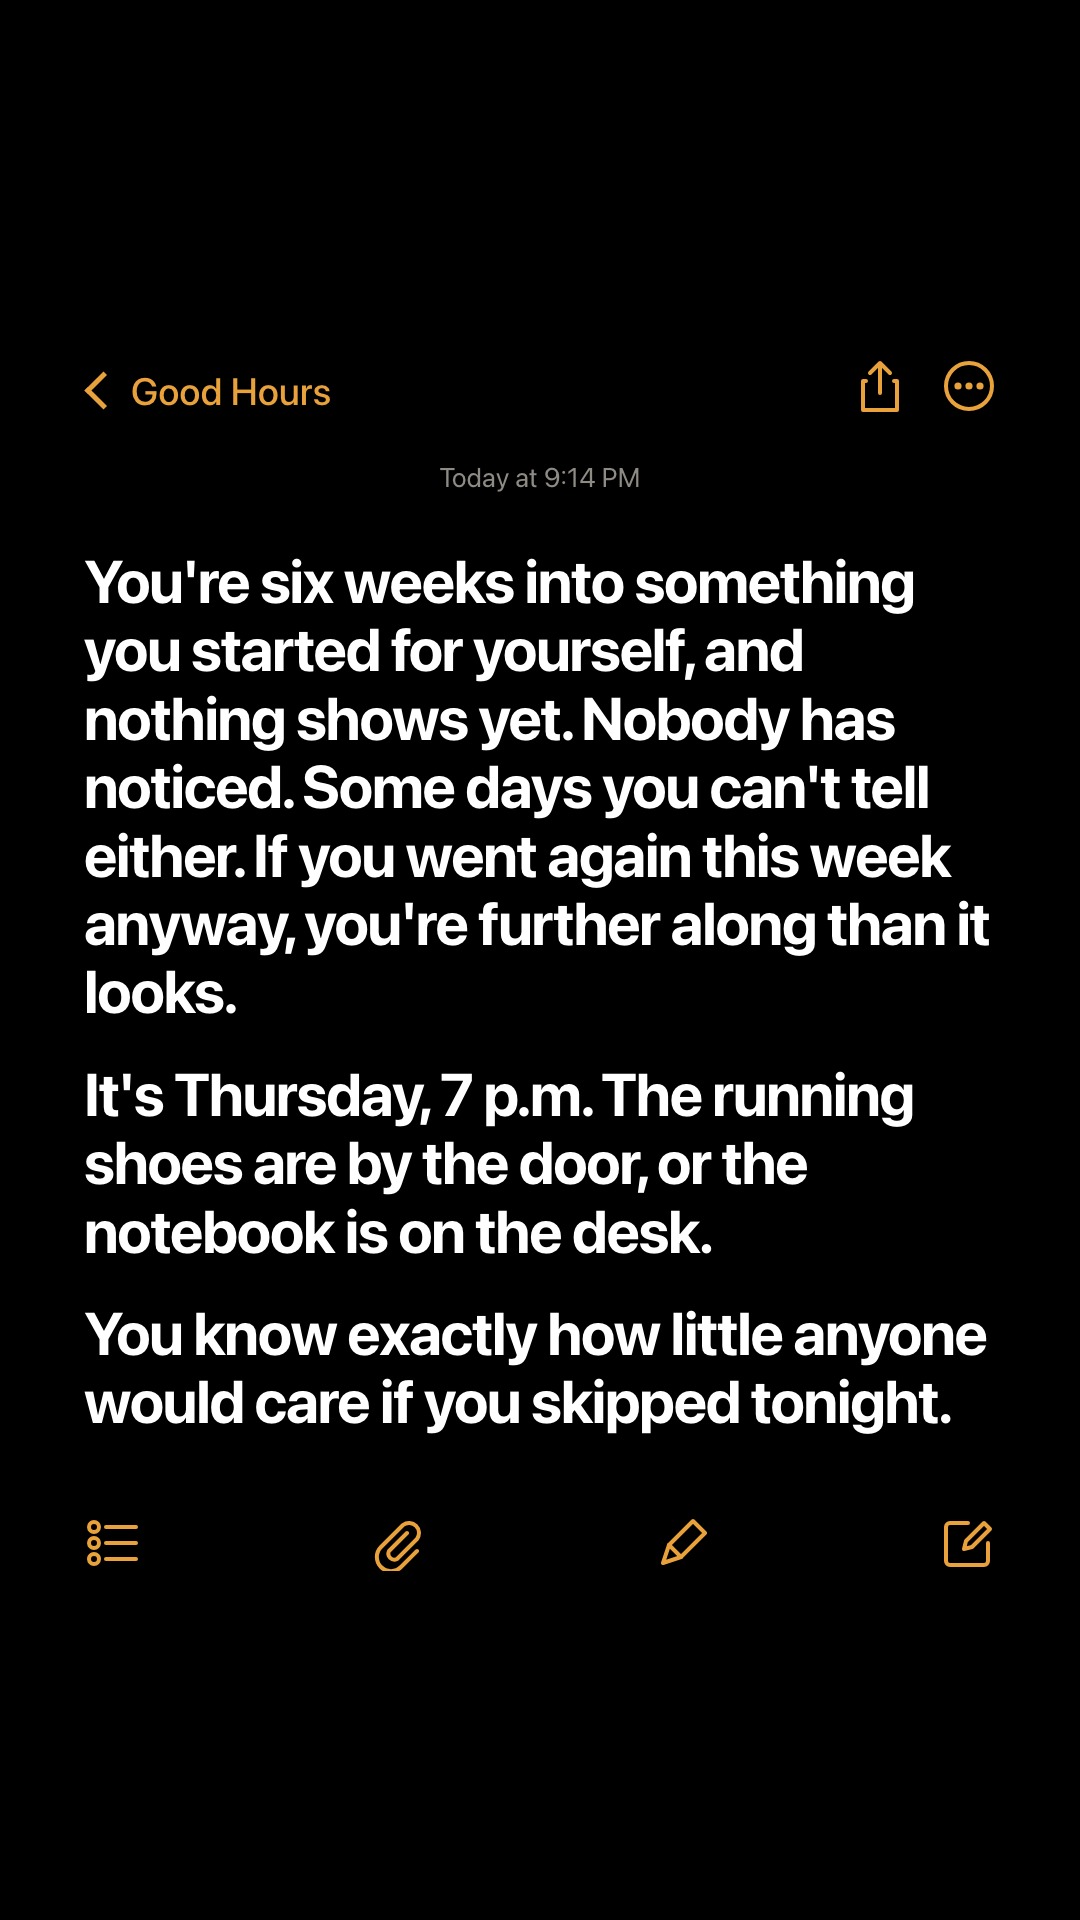 Good Hours
Today at 9:14 PM
You're six weeks into something
you started for yourself, and
nothing shows yet. Nobody has
noticed. Some days you can't tell
either. If you went again this week
anyway, you're further along than it
looks.
It's Thursday, 7 p.m. The running
shoes are by the door, or the
notebook is on the desk.
You know exactly how little anyone
would care if you skipped tonight.